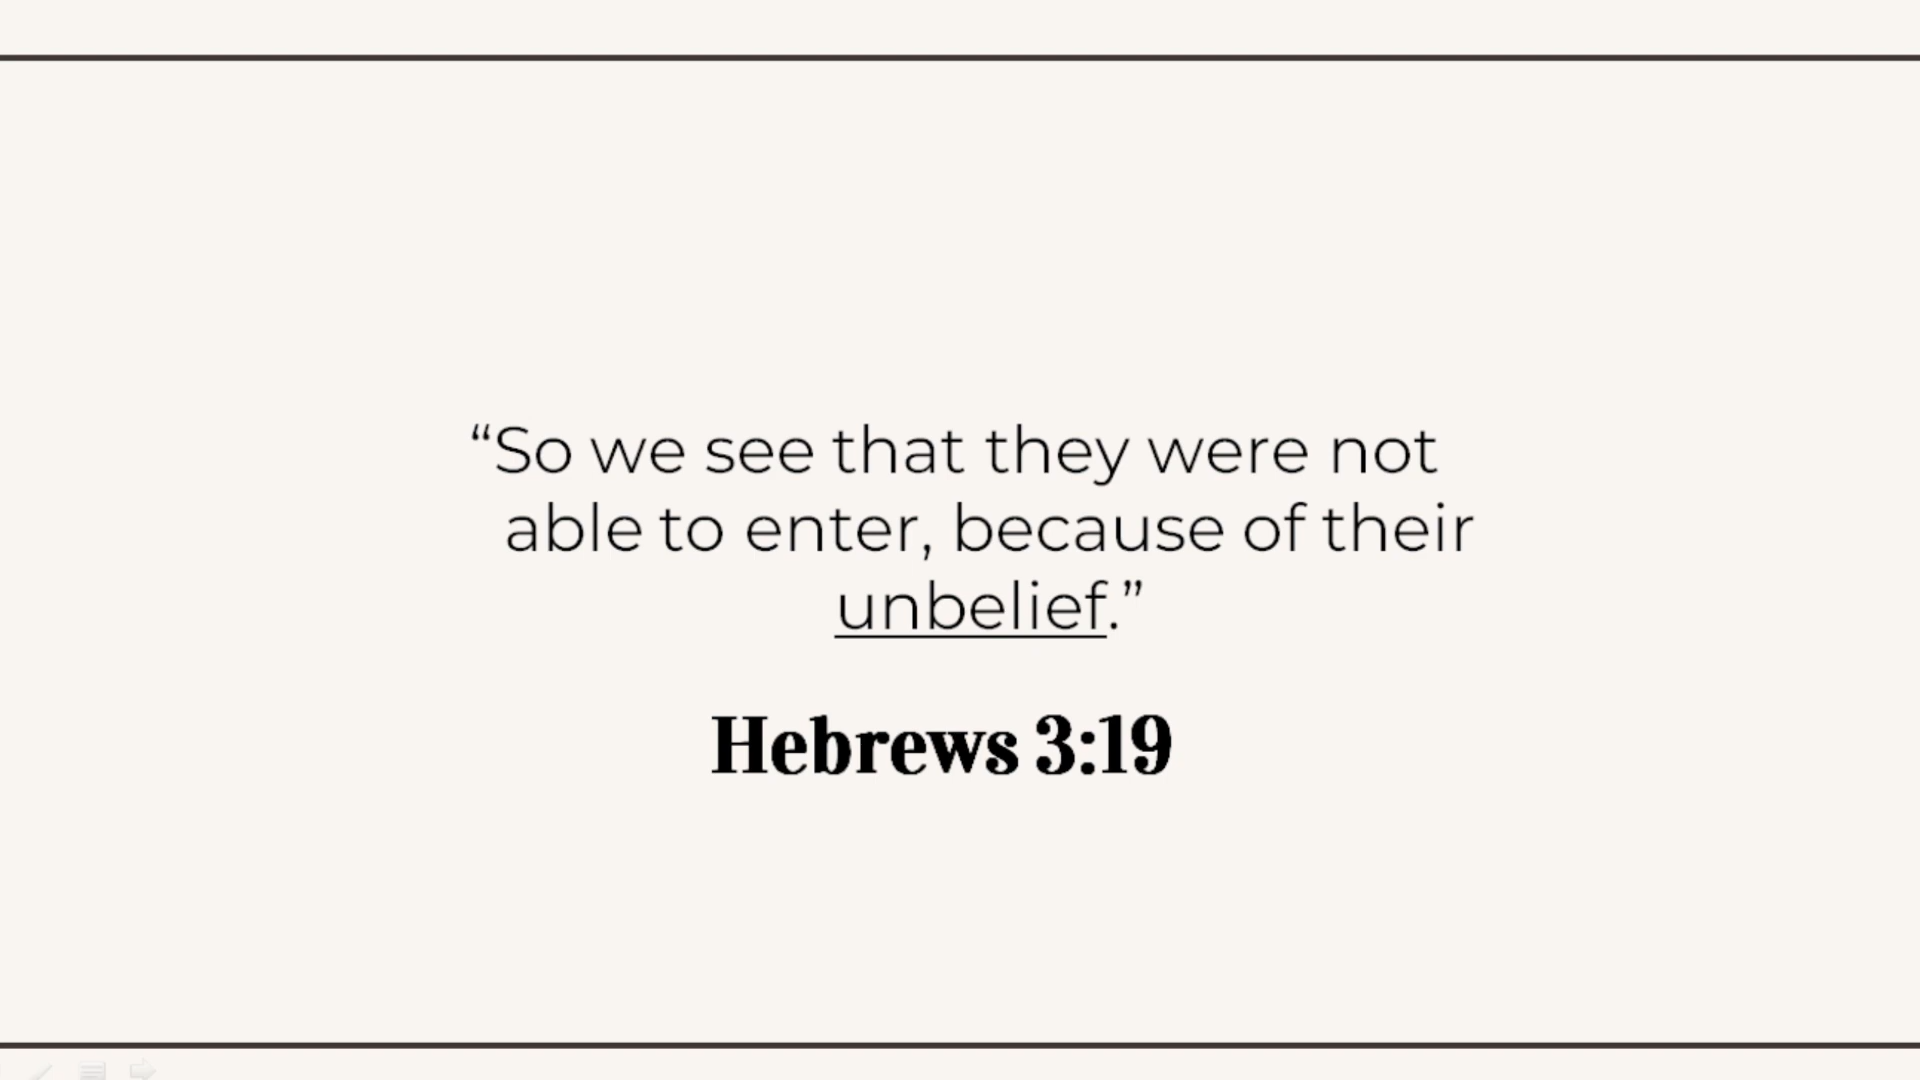 “So we see that they were not
able to enter, because of their
unbelief.”
Hebrews 3:19